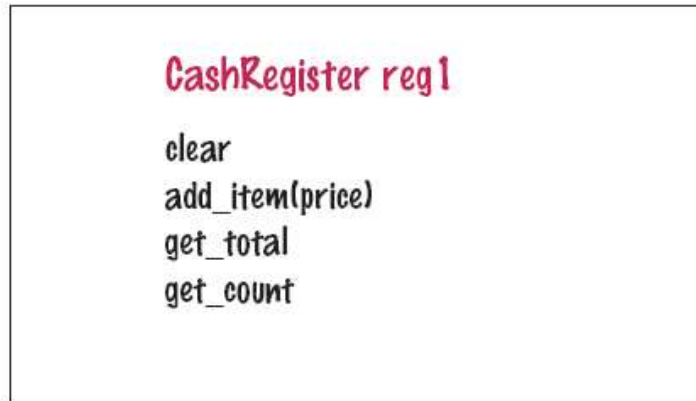 CashRegister reg1
clear
add_item(price)
get_total
get_count